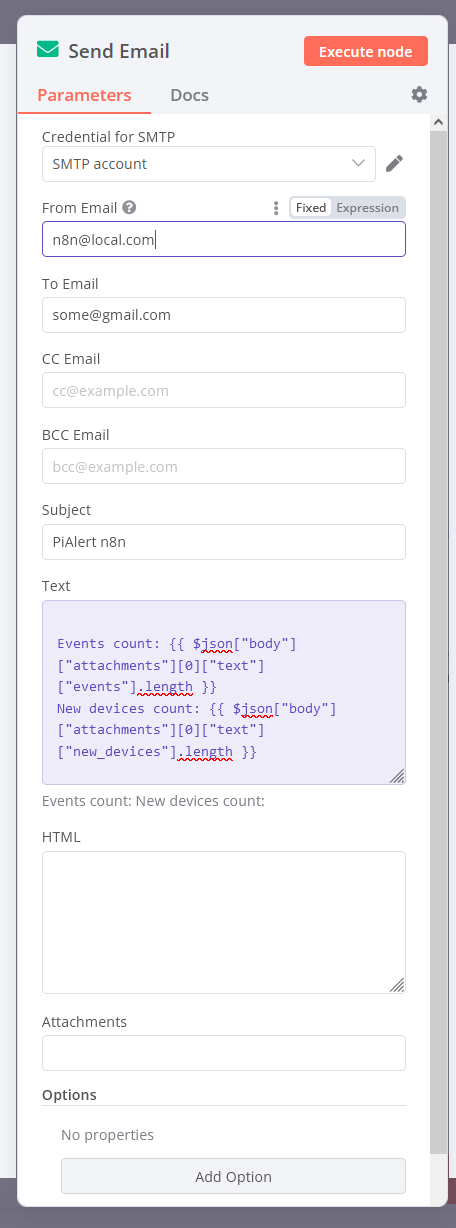 Send Email
Execute node
Parameters
Docs
Credential for SMTP
SMTP account
From Email
Fixed
Expression
n8n@local.com
To Email
some@gmail.com
CC Email
cc@example.com
BCC Email
bcc@example.com
Subject
PiAlert n8n
Text
Events count: {{ $json["body"]
["attachments"][0]["text"]
["events"].length }}
New devices count: {{ $json["body"]
["attachments"][0]["text"]
["new_devices"].length }}
Events count: New devices count:
HTML
Attachments
Options
No properties
Add Option